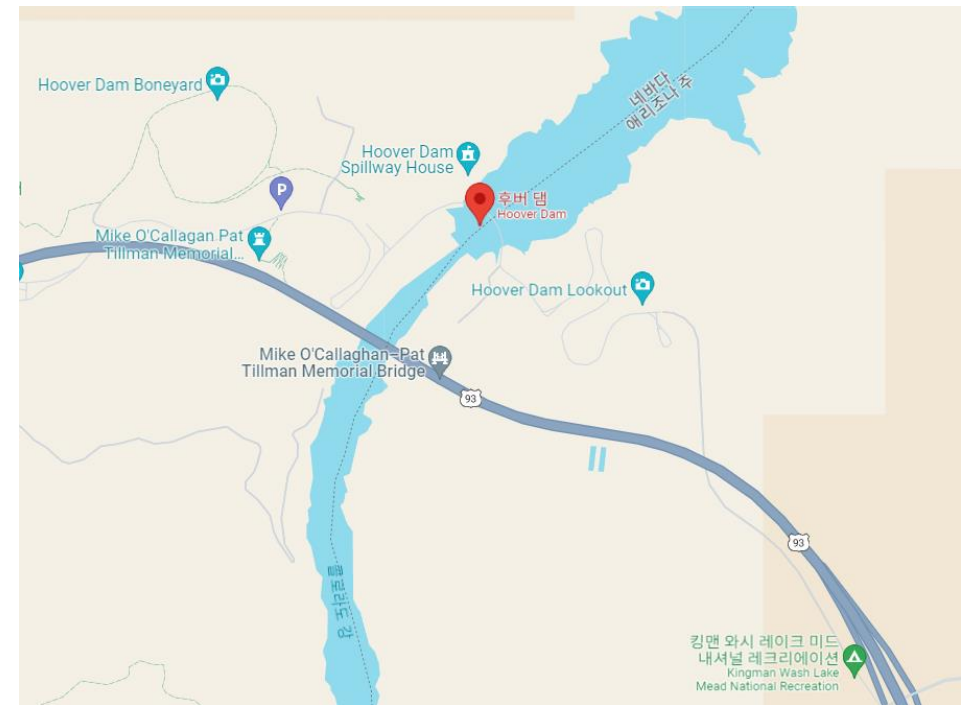 네바다
애리조나 주
Hoover Dam Boneyard
Hoover Dam
Spillway House
P
후버 댐
Hoover Dam
Mike O'Callagan Pat
Tillman Memorial...
Hoover Dam Lookout
Mike O'Callaghan-Pat
Tillman Memorial Bridge
93
93
콜로라도 강
킹맨 와시 레이크 미드
내셔널 레크리에이션
Kingman Wash Lake
Mead National Recreation